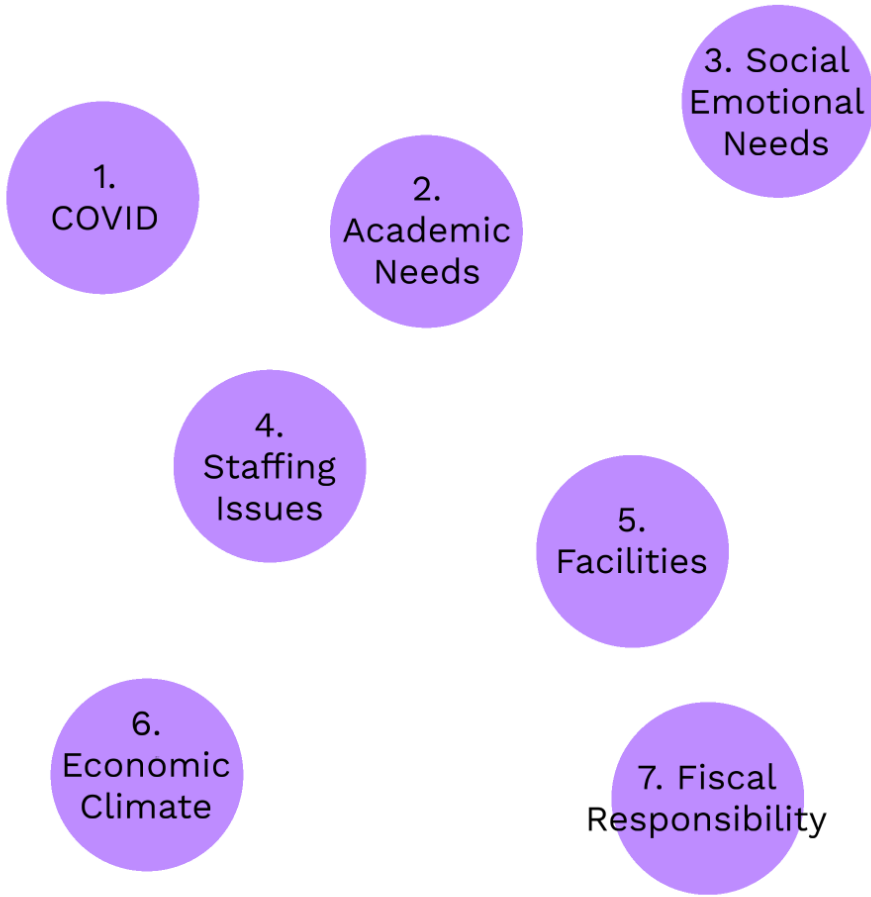 1.
COVID
2.
Academic
Needs
3. Social
Emotional
Needs
4.
Staffing
Issues
5.
Facilities
6.
Economic
Climate
7. Fiscal
Responsibility